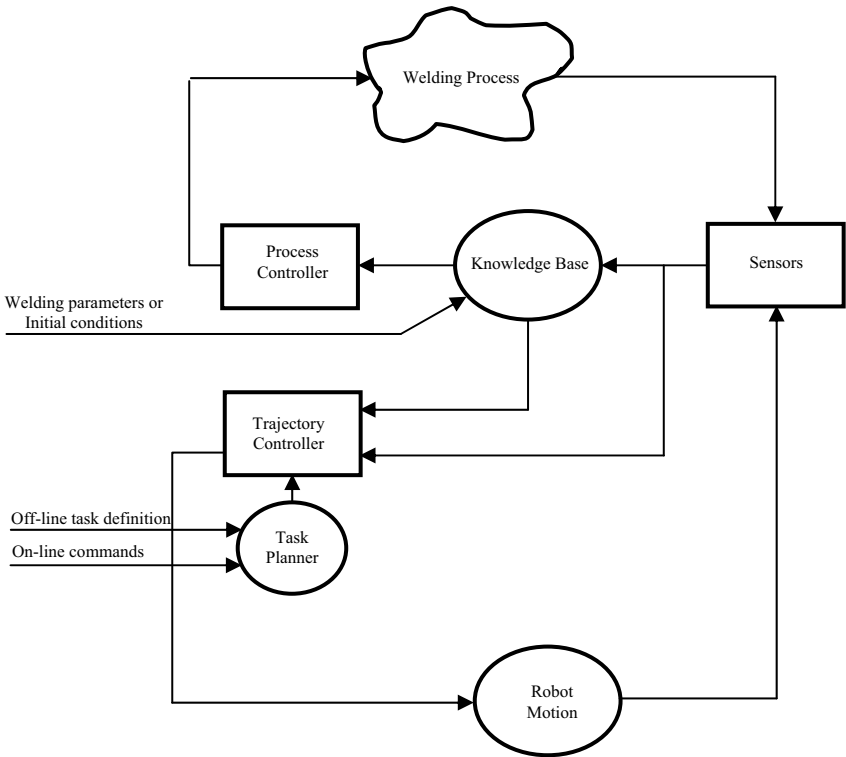 Welding Process
Process
Controller
Knowledge Base
Sensors
Welding parameters or
Initial conditions
Trajectory
Controller
Off-line task definition
On-line commands
Task
Planner
Robot
Motion